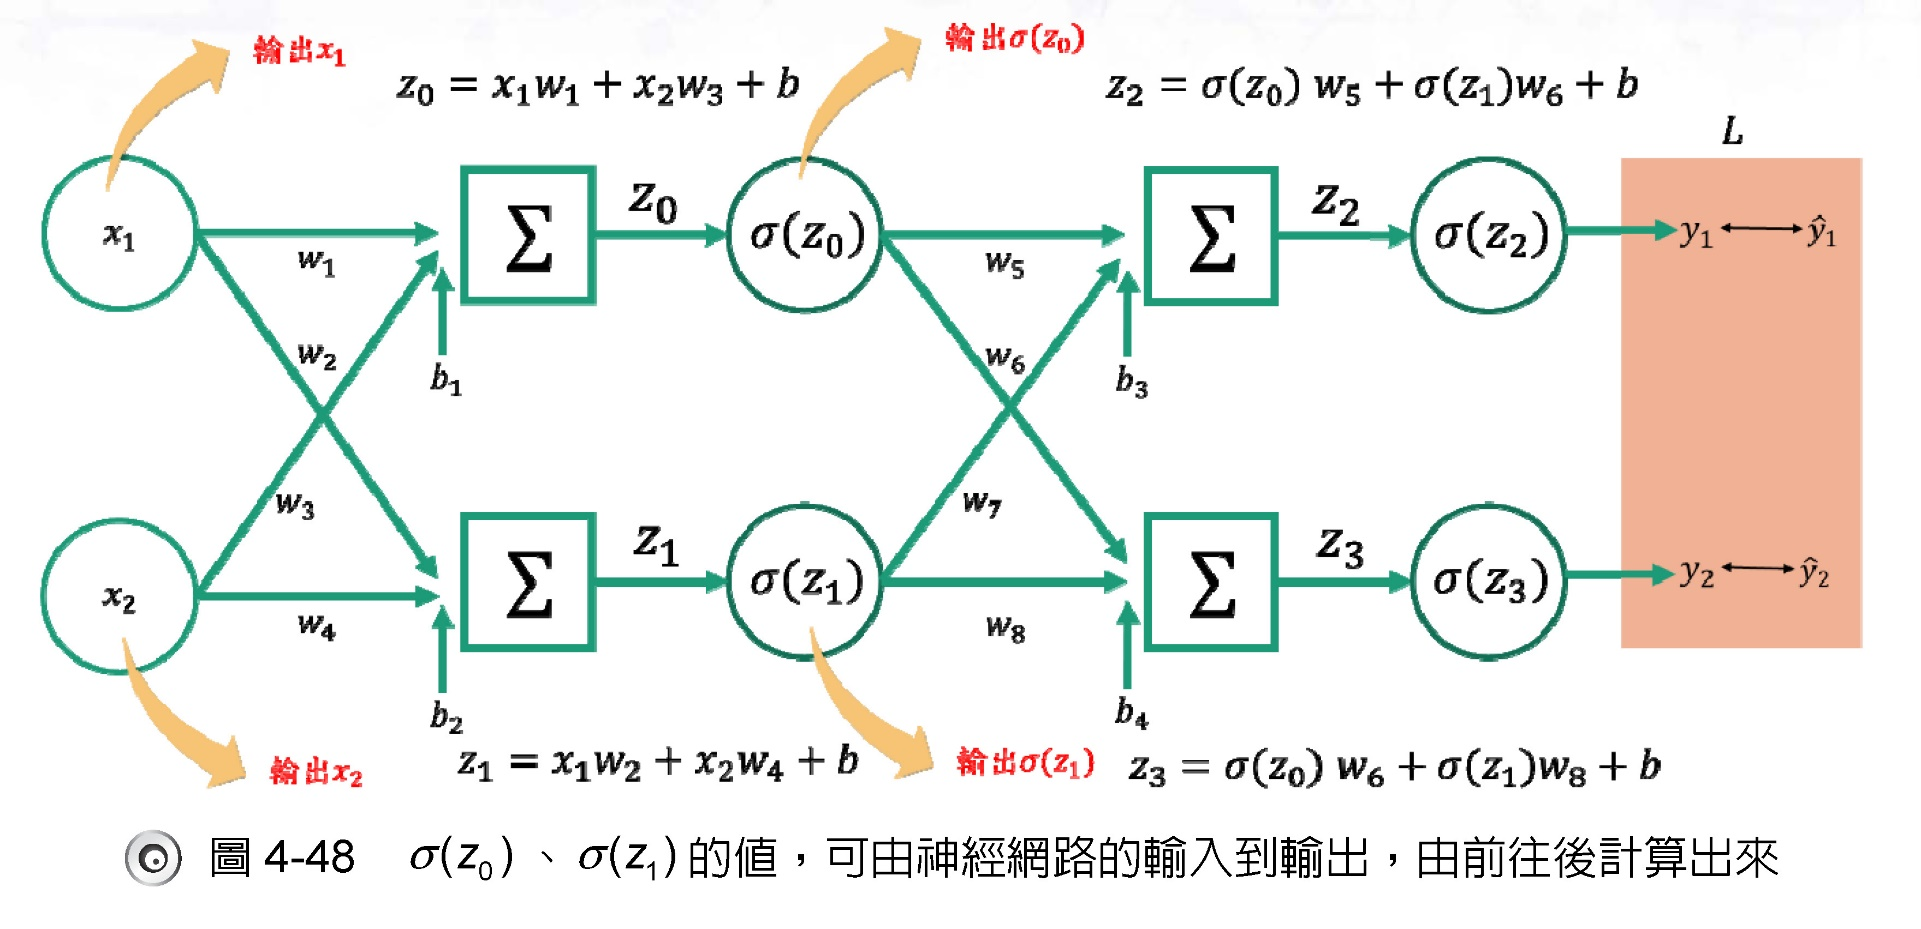 輸出x₁
z₀ = x₁w₁ + x₂w₃ + b
輸出σ(z₀)
z₂ = σ(z₀) w₅ + σ(z₁)w₆ + b
L
x₁
w₁
Σ
z₀
σ(z₀)
w₅
Σ
z₂
σ(z₂)
y₁
ŷ₁
w₂
b₁
w₆
b₃
w₃
w₇
x₂
w₄
Σ
z₁
σ(z₁)
w₈
Σ
z₃
σ(z₃)
y₂
ŷ₂
b₂
b₄
輸出x₂
z₁ = x₁w₂ + x₂w₄ + b
輸出σ(z₁)
z₃ = σ(z₀) w₆ + σ(z₁)w₈ + b
圖 4-48 σ(z₀)、σ(z₁)的值，可由神經網路的輸入到輸出，由前往後計算出來